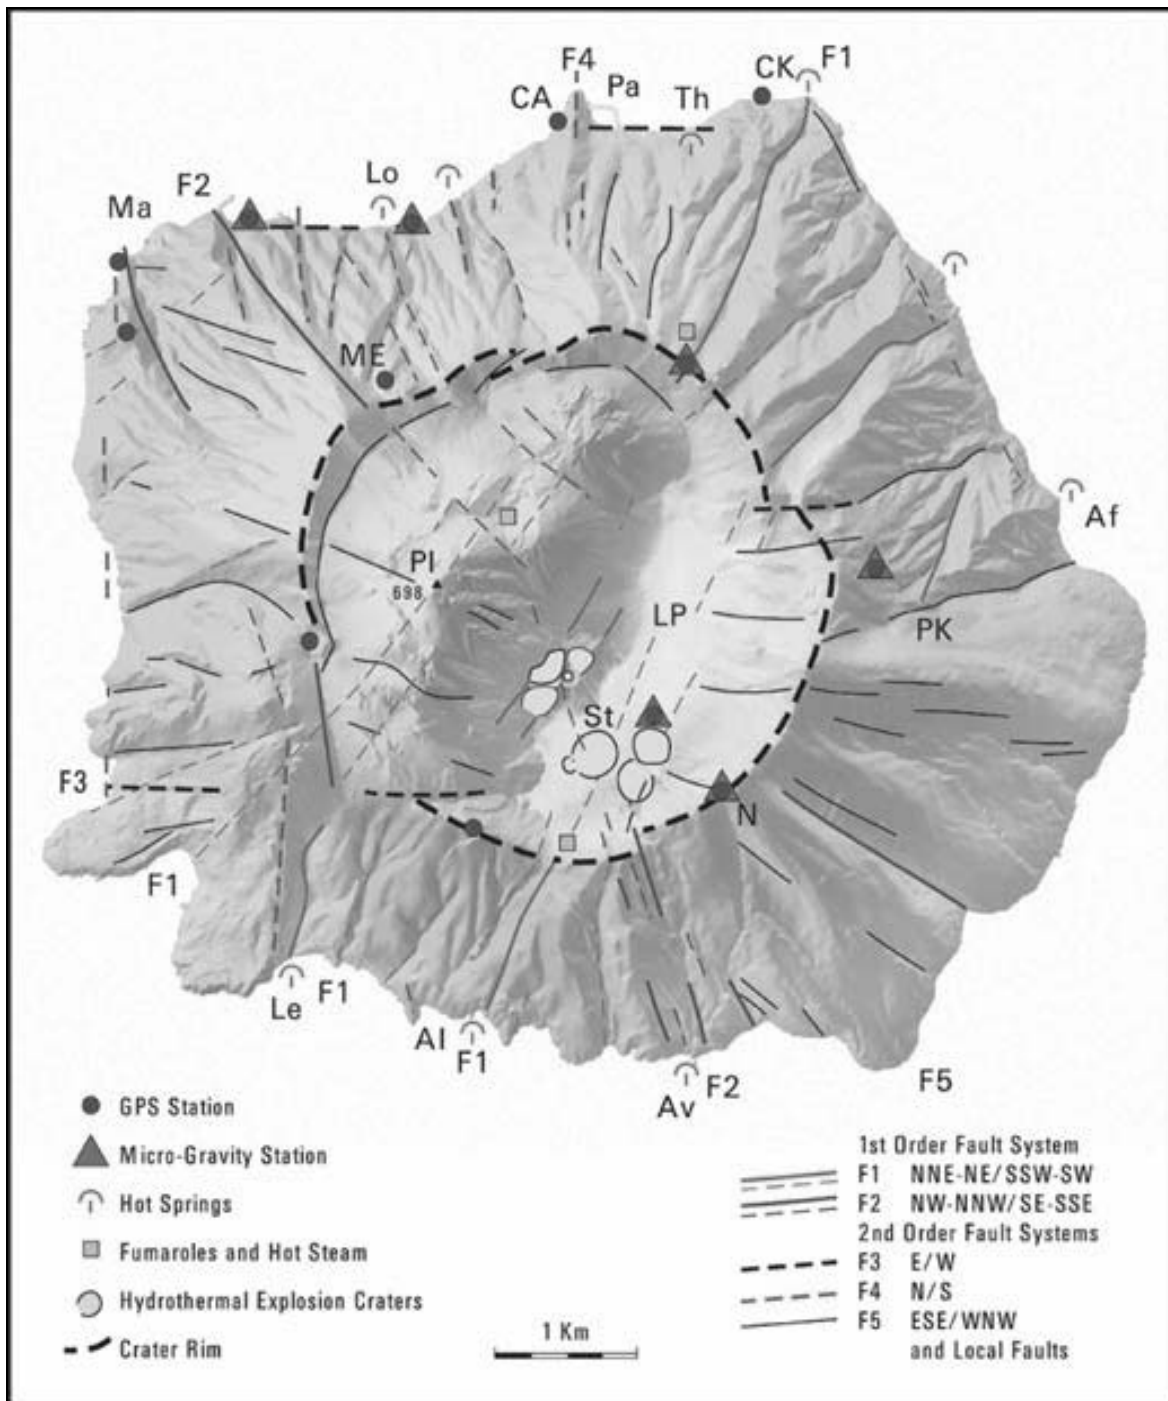 F4
Pa
CK
F1
CA
Th
Lo
F2
Ma
ME
Af
PI
698
LP
PK
St
F3
N
F1
Le
F1
Al
F1
F5
F2
Av
GPS Station
Micro-Gravity Station
Hot Springs
Fumaroles and Hot Steam
Hydrothermal Explosion Craters
Crater Rim
1 Km
1st Order Fault System
F1 NNE-NE/SSW-SW
F2 NW-NNW/SE-SSE
2nd Order Fault Systems
F3 E/W
F4 N/S
F5 ESE/WNW
and Local Faults